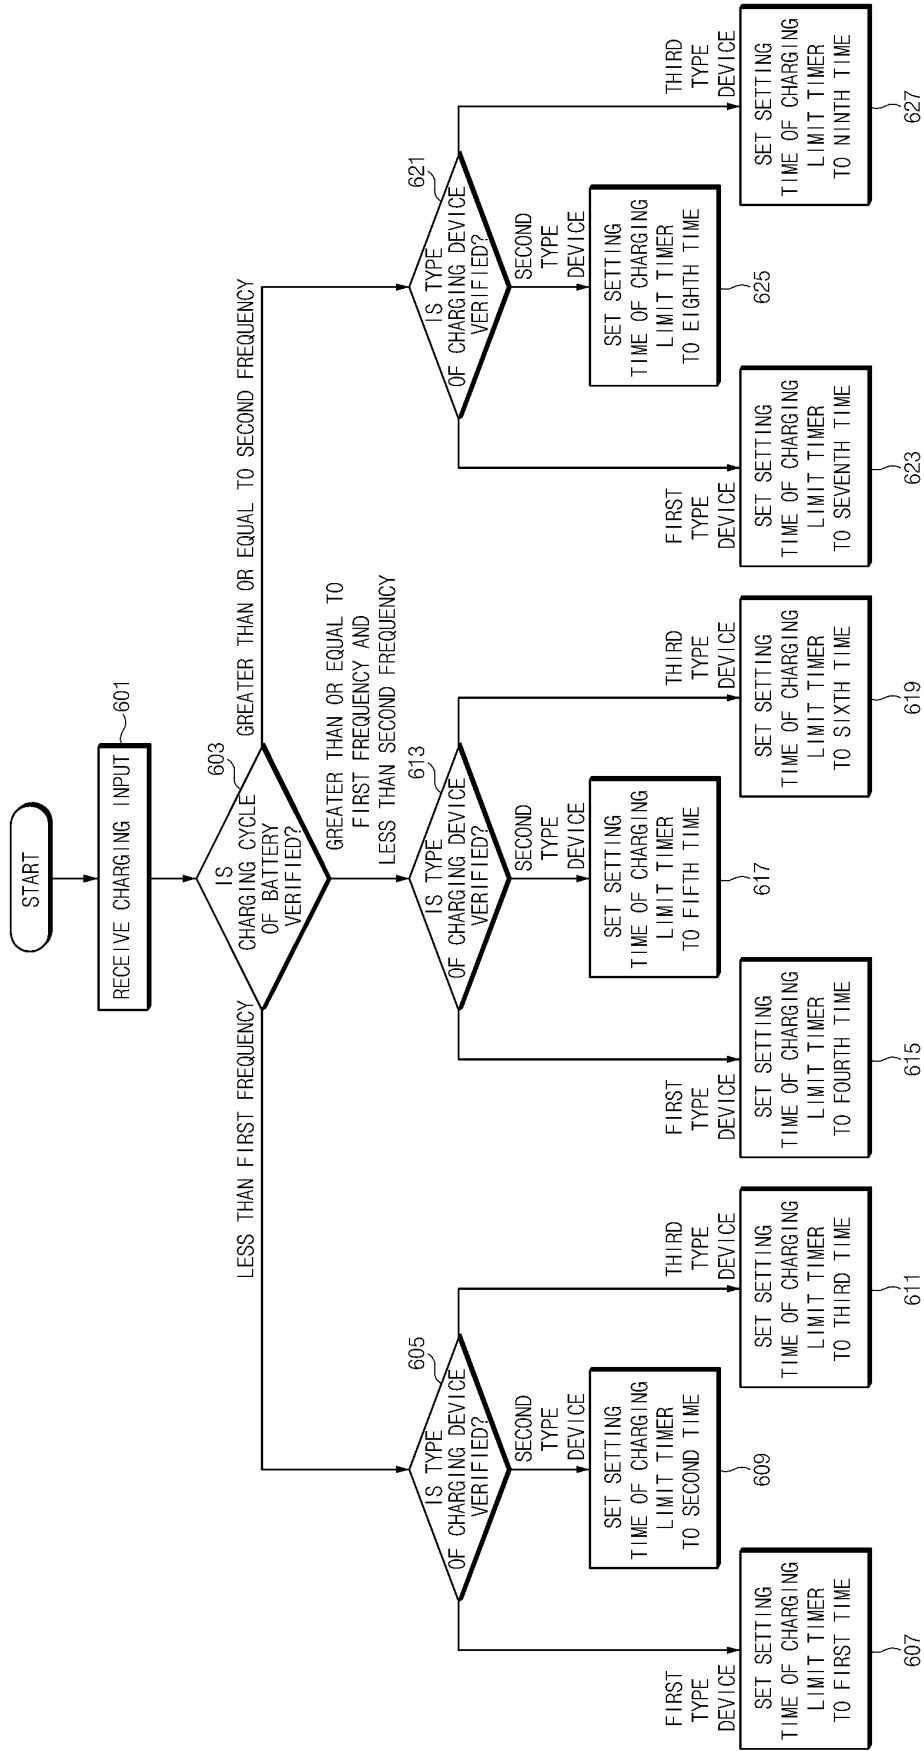 START
RECEIVE CHARGING INPUT
601
IS
CHARGING CYCLE
OF BATTERY
VERIFIED?
603
LESS THAN FIRST FREQUENCY
GREATER THAN OR EQUAL TO
FIRST FREQUENCY AND
LESS THAN SECOND FREQUENCY
GREATER THAN OR EQUAL TO SECOND FREQUENCY
IS TYPE
OF CHARGING DEVICE
VERIFIED?
605
FIRST
TYPE
DEVICE
SECOND
TYPE
DEVICE
THIRD
TYPE
DEVICE
SET SETTING
TIME OF CHARGING
LIMIT TIMER
TO FIRST TIME
607
SET SETTING
TIME OF CHARGING
LIMIT TIMER
TO SECOND TIME
609
SET SETTING
TIME OF CHARGING
LIMIT TIMER
TO THIRD TIME
611
IS TYPE
OF CHARGING DEVICE
VERIFIED?
613
FIRST
TYPE
DEVICE
SECOND
TYPE
DEVICE
THIRD
TYPE
DEVICE
SET SETTING
TIME OF CHARGING
LIMIT TIMER
TO FOURTH TIME
615
SET SETTING
TIME OF CHARGING
LIMIT TIMER
TO FIFTH TIME
617
SET SETTING
TIME OF CHARGING
LIMIT TIMER
TO SIXTH TIME
619
IS TYPE
OF CHARGING DEVICE
VERIFIED?
621
FIRST
TYPE
DEVICE
SECOND
TYPE
DEVICE
THIRD
TYPE
DEVICE
SET SETTING
TIME OF CHARGING
LIMIT TIMER
TO SEVENTH TIME
623
SET SETTING
TIME OF CHARGING
LIMIT TIMER
TO EIGHTH TIME
625
SET SETTING
TIME OF CHARGING
LIMIT TIMER
TO NINTH TIME
627